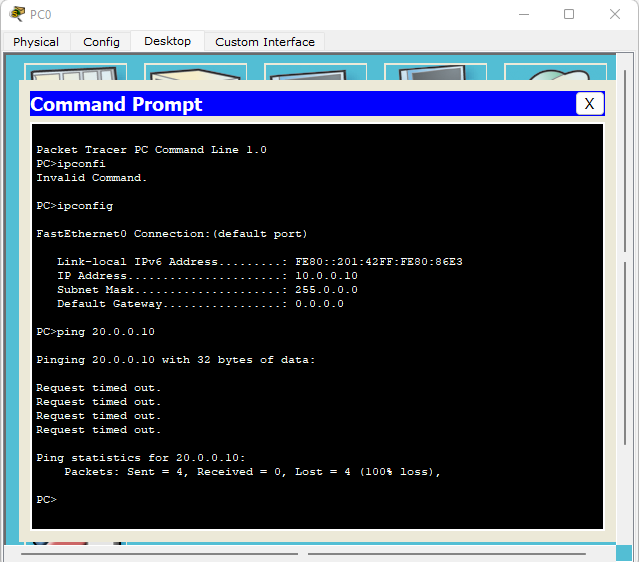 PC0
Physical Config Desktop Custom Interface
Command Prompt X
Packet Tracer PC Command Line 1.0
PC>ipconfi
Invalid Command.
PC>ipconfig
FastEthernet0 Connection:(default port)
Link-local IPv6 Address.........: FE80::201:42FF:FE80:86E3
IP Address......................: 10.0.0.10
Subnet Mask.....................: 255.0.0.0
Default Gateway.................: 0.0.0.0
PC>ping 20.0.0.10
Pinging 20.0.0.10 with 32 bytes of data:
Request timed out.
Request timed out.
Request timed out.
Request timed out.
Ping statistics for 20.0.0.10:
Packets: Sent = 4, Received = 0, Lost = 4 (100% loss),
PC>